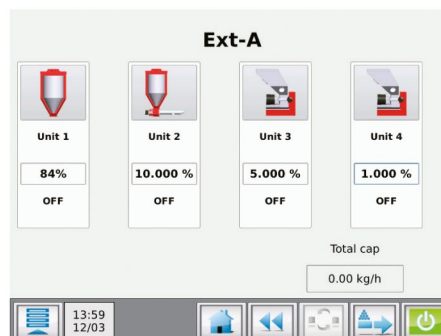 Ext-A
Unit 1
Unit 2
Unit 3
Unit 4
84%
10.000 %
5.000 %
1.000 %
OFF
OFF
OFF
OFF
Total cap
0.00 kg/h
13:59
12/03